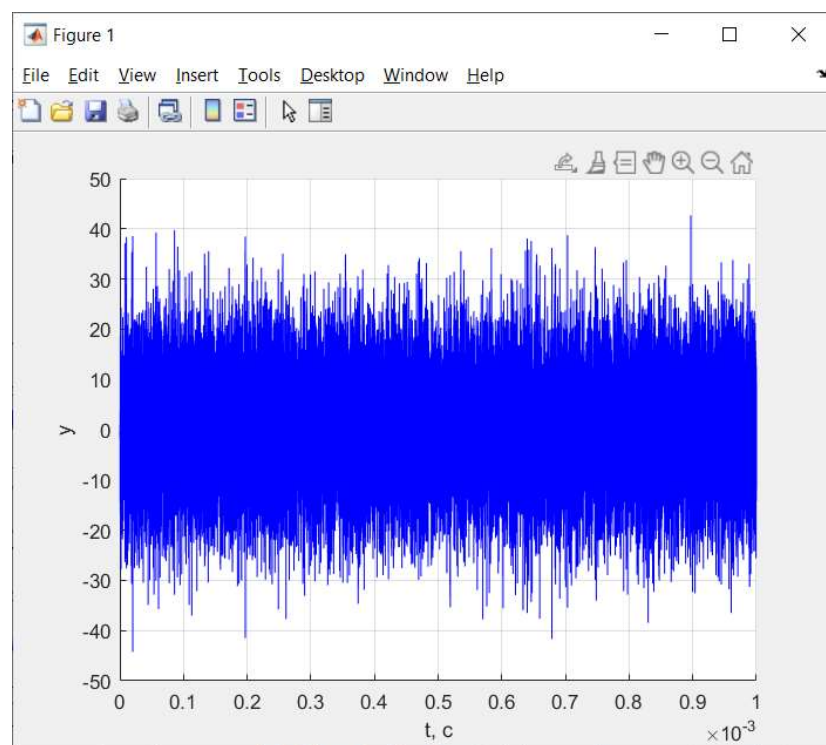 Figure 1
File Edit View Insert Tools Desktop Window Help
50
40
30
20
10
0
-10
-20
-30
-40
-50
y
0 0.1 0.2 0.3 0.4 0.5 0.6 0.7 0.8 0.9 1
t, c
×10⁻³